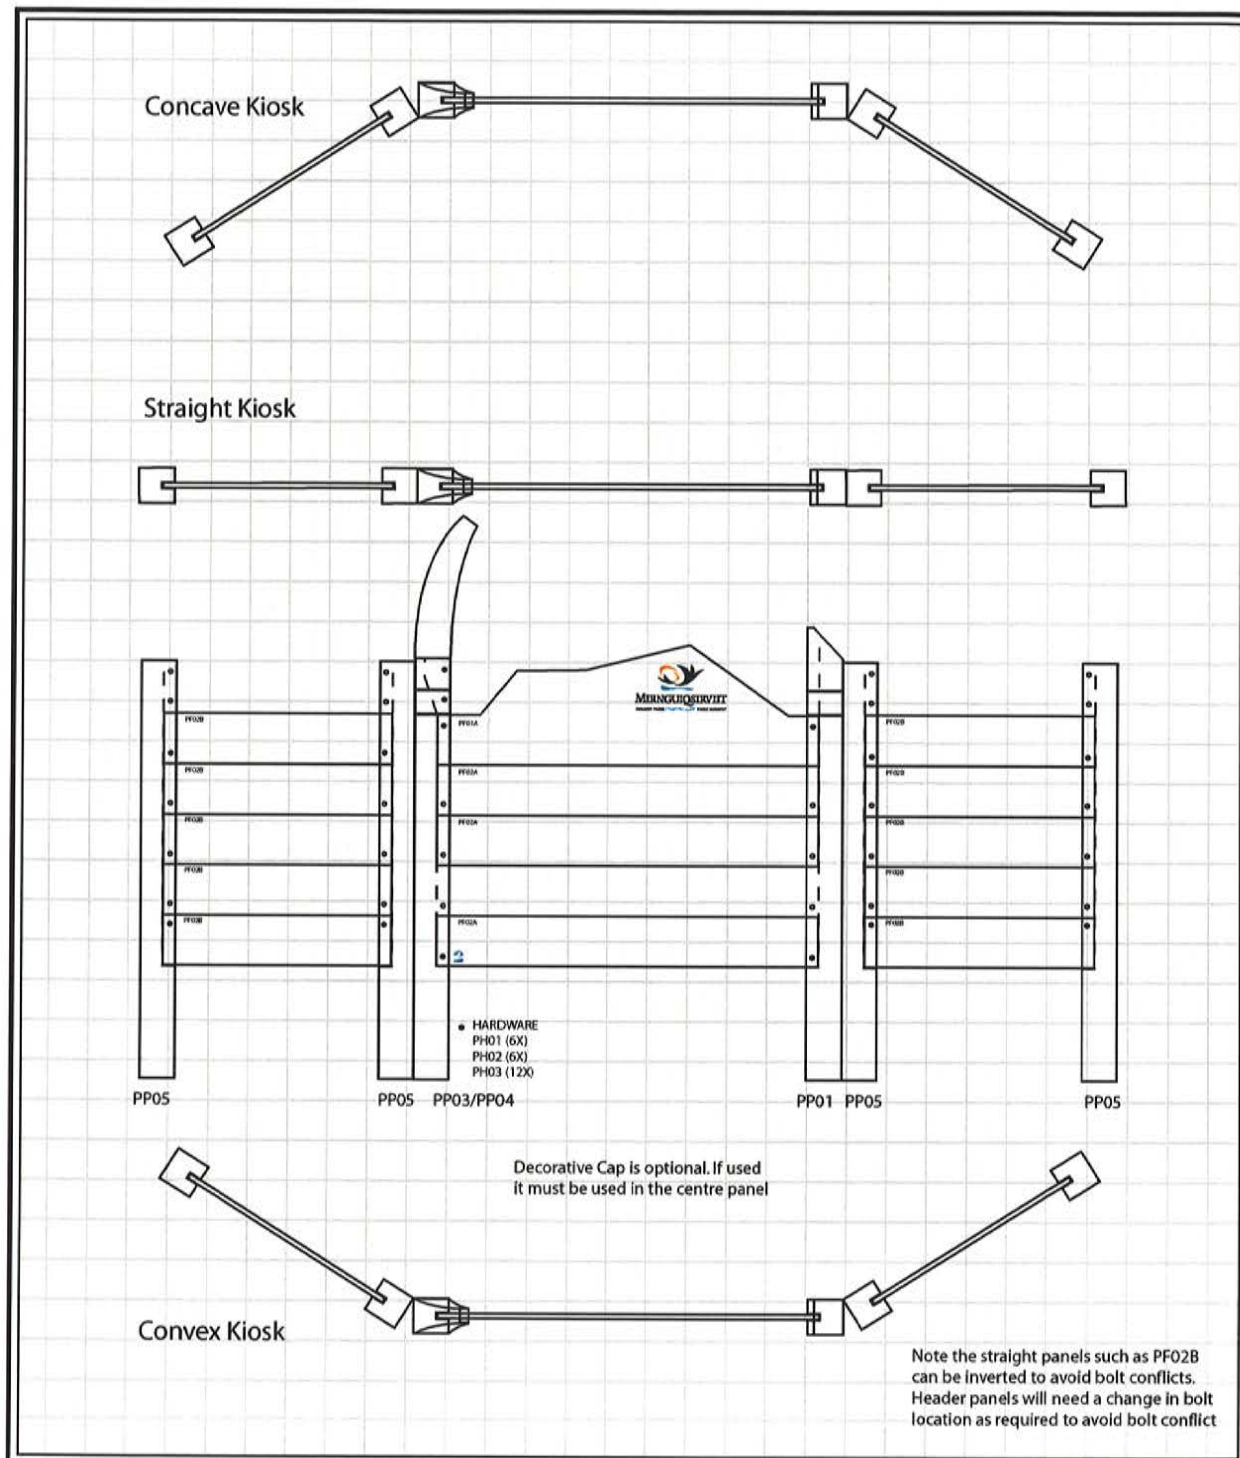 Concave Kiosk
Straight Kiosk
PF02B
PF01A
PF02B
PF02B
PF02A
PF02B
PF02B
PF02A
PF02B
PF02B
PF02B
PF02B
PF02A
PF02B
HARDWARE
PH01 (6X)
PH02 (6X)
PH03 (12X)
PP05
PP05
PP03/PP04
PP01
PP05
PP05
Decorative Cap is optional. If used
it must be used in the centre panel
Convex Kiosk
Note the straight panels such as PF02B
can be inverted to avoid bolt conflicts.
Header panels will need a change in bolt
location as required to avoid bolt conflict